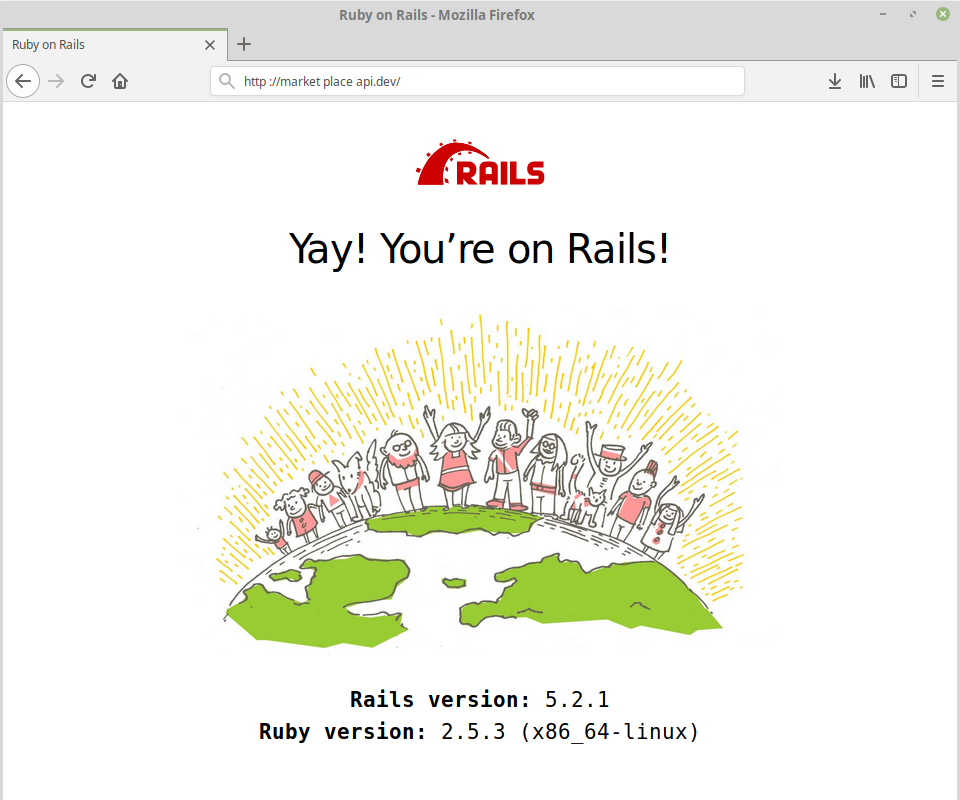 Ruby on Rails - Mozilla Firefox
Ruby on Rails
http ://market place api.dev/
RAILS
Yay! You’re on Rails!
Rails version: 5.2.1
Ruby version: 2.5.3 (x86_64-linux)